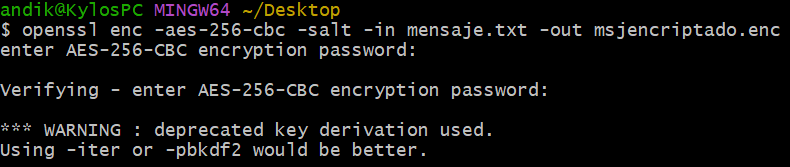 andik@KylosPC MINGW64 ~/Desktop
$ openssl enc -aes-256-cbc -salt -in mensaje.txt -out msjencriptado.enc
enter AES-256-CBC encryption password:
Verifying - enter AES-256-CBC encryption password:
*** WARNING : deprecated key derivation used.
Using -iter or -pbkdf2 would be better.